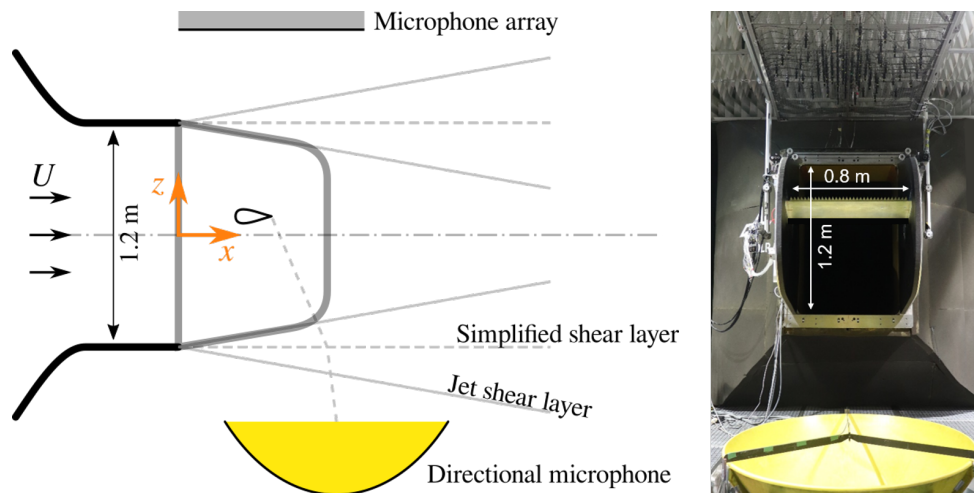 Microphone array
U
1.2 m
z
x
Simplified shear layer
Jet shear layer
Directional microphone
0.8 m
1.2 m